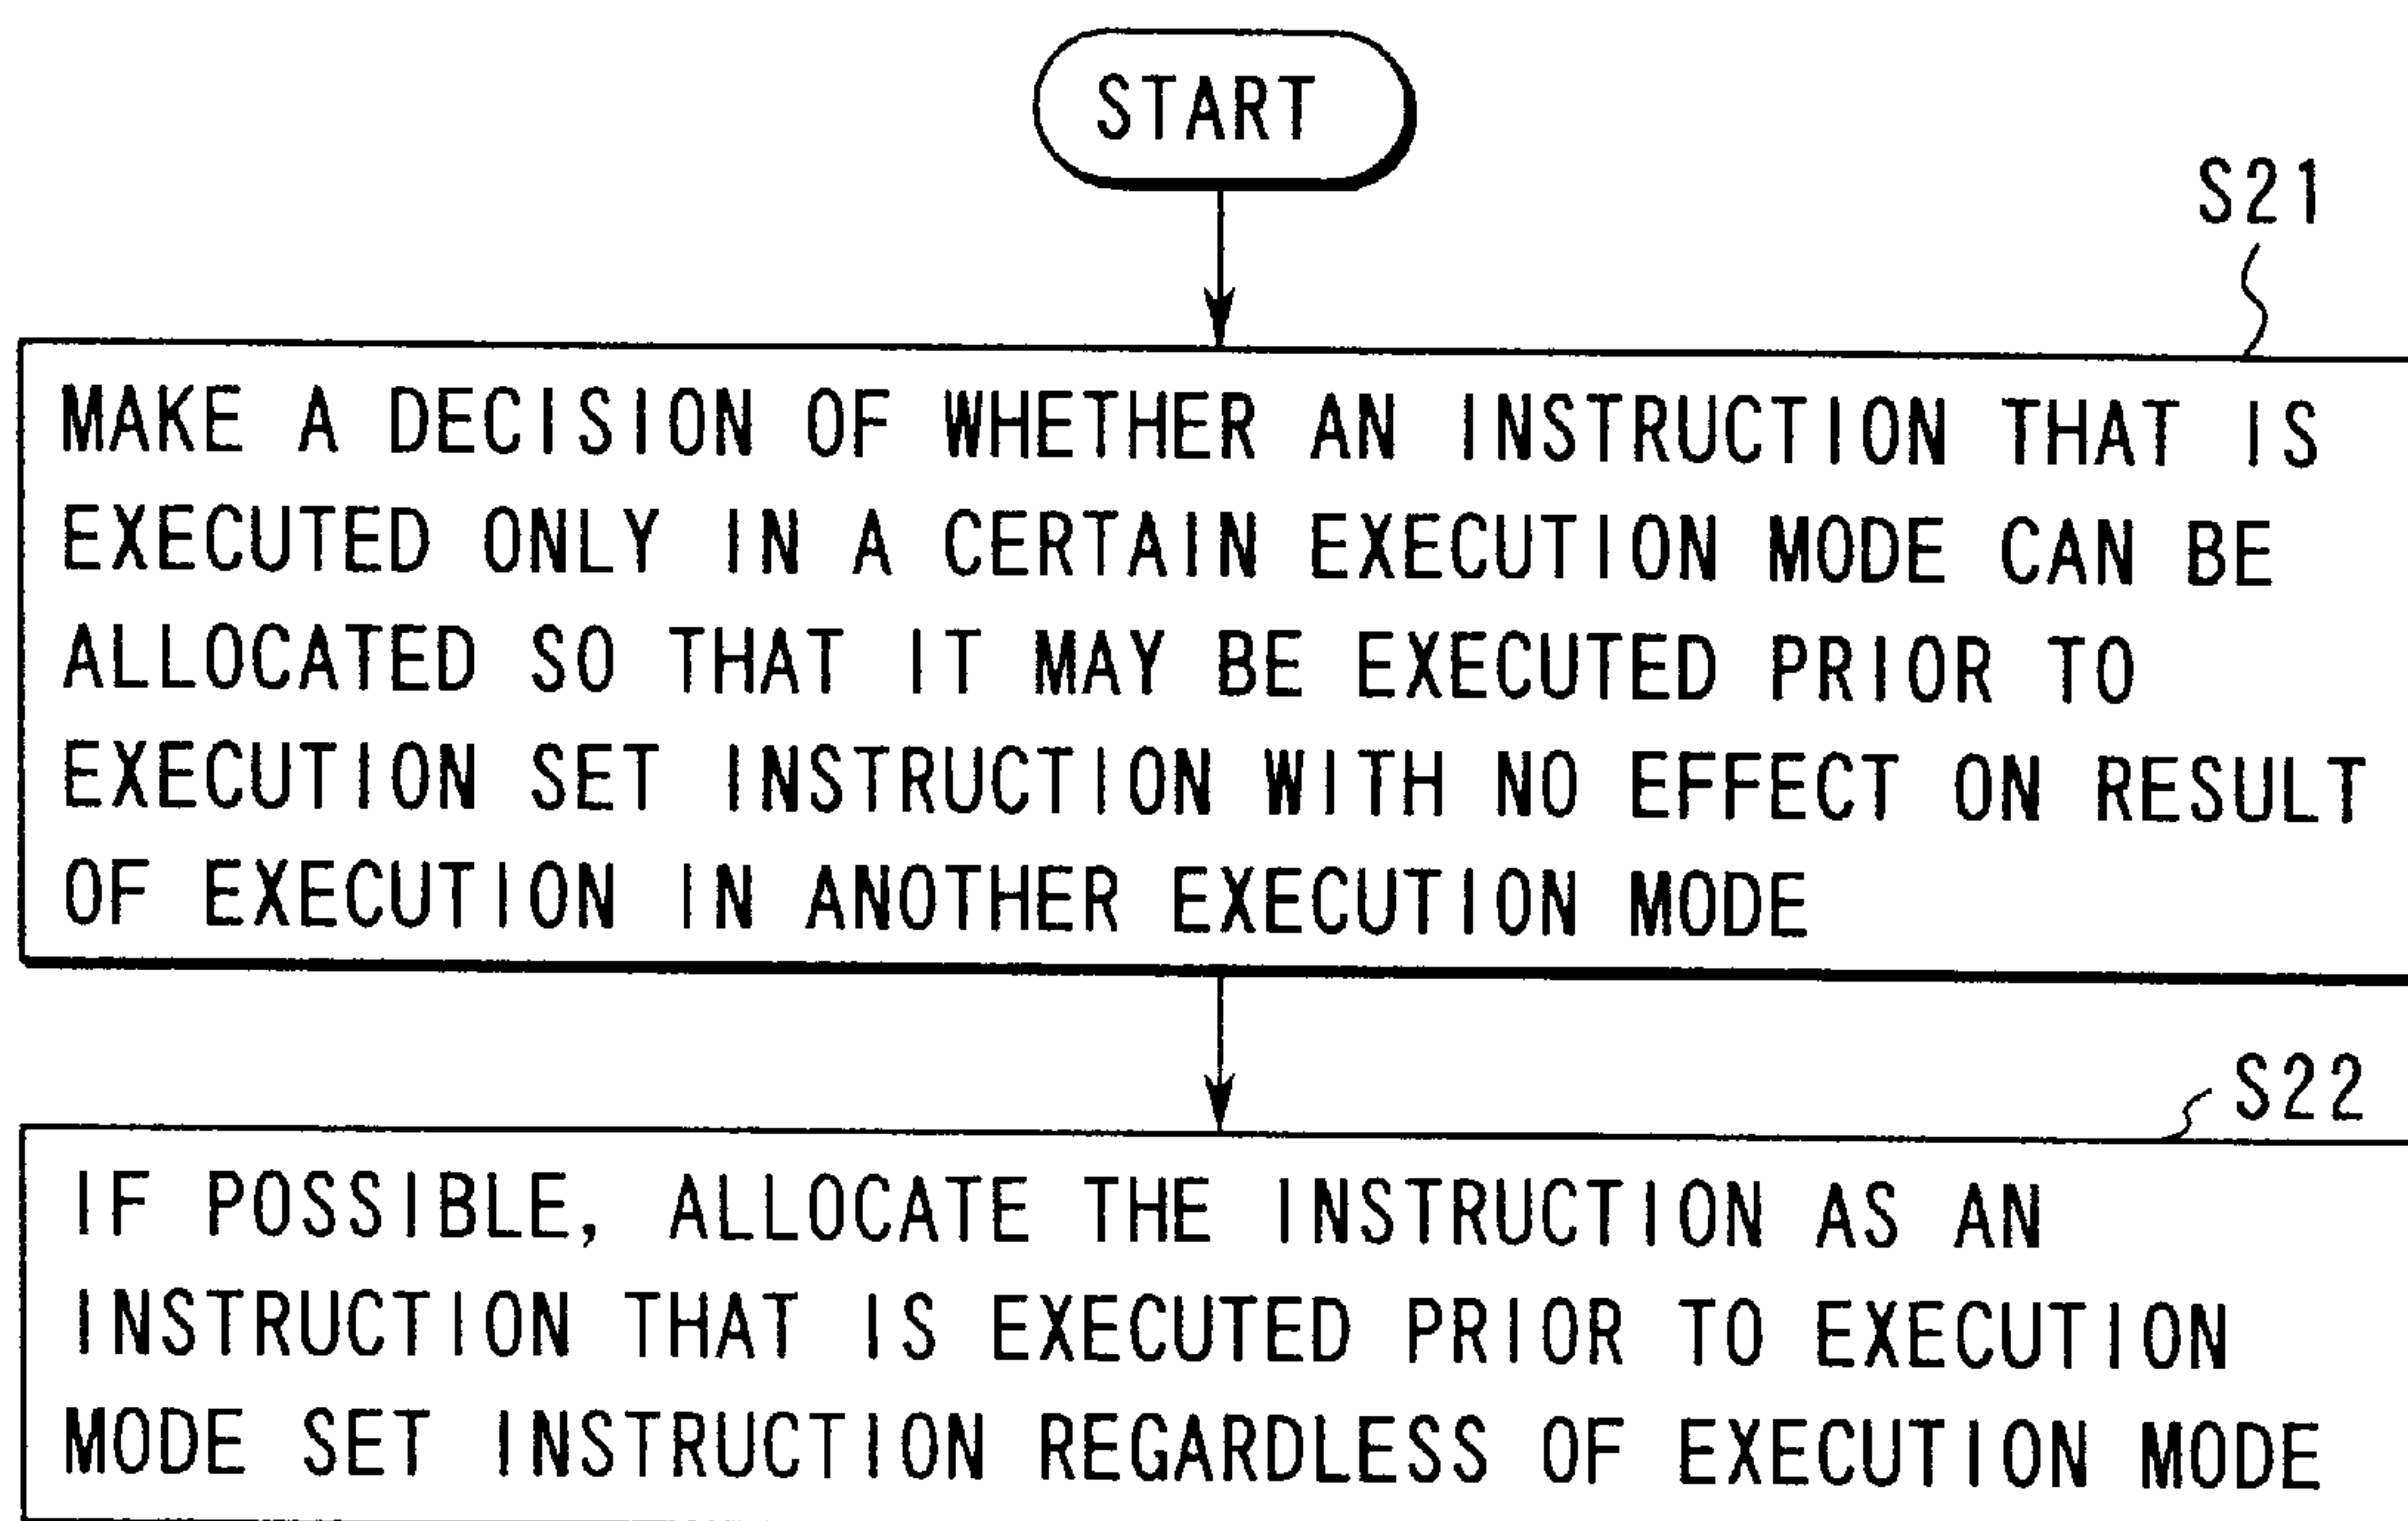 START
S21
MAKE A DECISION OF WHETHER AN INSTRUCTION THAT IS
EXECUTED ONLY IN A CERTAIN EXECUTION MODE CAN BE
ALLOCATED SO THAT IT MAY BE EXECUTED PRIOR TO
EXECUTION SET INSTRUCTION WITH NO EFFECT ON RESULT
OF EXECUTION IN ANOTHER EXECUTION MODE
S22
IF POSSIBLE, ALLOCATE THE INSTRUCTION AS AN
INSTRUCTION THAT IS EXECUTED PRIOR TO EXECUTION
MODE SET INSTRUCTION REGARDLESS OF EXECUTION MODE